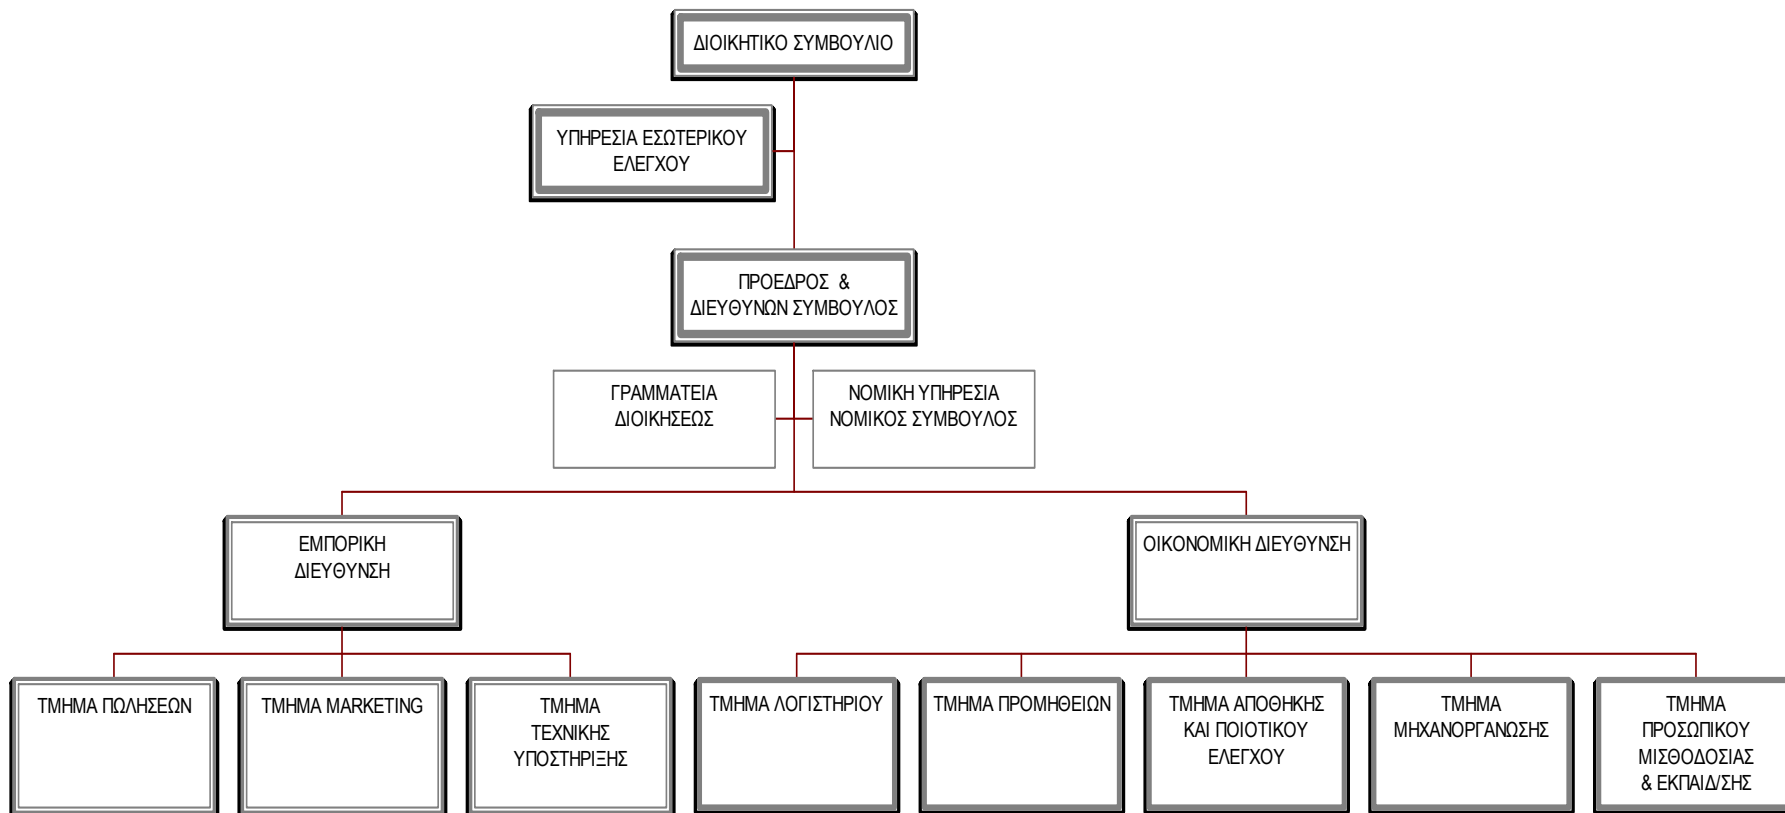 ΔΙΟΙΚΗΤΙΚΟ ΣΥΜΒΟΥΛΙΟ
ΥΠΗΡΕΣΙΑ ΕΣΩΤΕΡΙΚΟΥ
ΕΛΕΓΧΟΥ
ΠΡΟΕΔΡΟΣ &
ΔΙΕΥΘΥΝΩΝ ΣΥΜΒΟΥΛΟΣ
ΓΡΑΜΜΑΤΕΙΑ
ΔΙΟΙΚΗΣΕΩΣ
ΝΟΜΙΚΗ ΥΠΗΡΕΣΙΑ
ΝΟΜΙΚΟΣ ΣΥΜΒΟΥΛΟΣ
ΕΜΠΟΡΙΚΗ
ΔΙΕΥΘΥΝΣΗ
ΟΙΚΟΝΟΜΙΚΗ ΔΙΕΥΘΥΝΣΗ
ΤΜΗΜΑ ΠΩΛΗΣΕΩΝ
ΤΜΗΜΑ MARKETING
ΤΜΗΜΑ
ΤΕΧΝΙΚΗΣ
ΥΠΟΣΤΗΡΙΞΗΣ
ΤΜΗΜΑ ΛΟΓΙΣΤΗΡΙΟΥ
ΤΜΗΜΑ ΠΡΟΜΗΘΕΙΩΝ
ΤΜΗΜΑ ΑΠΟΘΗΚΗΣ
ΚΑΙ ΠΟΙΟΤΙΚΟΥ
ΕΛΕΓΧΟΥ
ΤΜΗΜΑ
ΜΗΧΑΝΟΡΓΑΝΩΣΗΣ
ΤΜΗΜΑ
ΠΡΟΣΩΠΙΚΟΥ
ΜΙΣΘΟΔΟΣΙΑΣ
& ΕΚΠΑΙΔ/ΣΗΣ